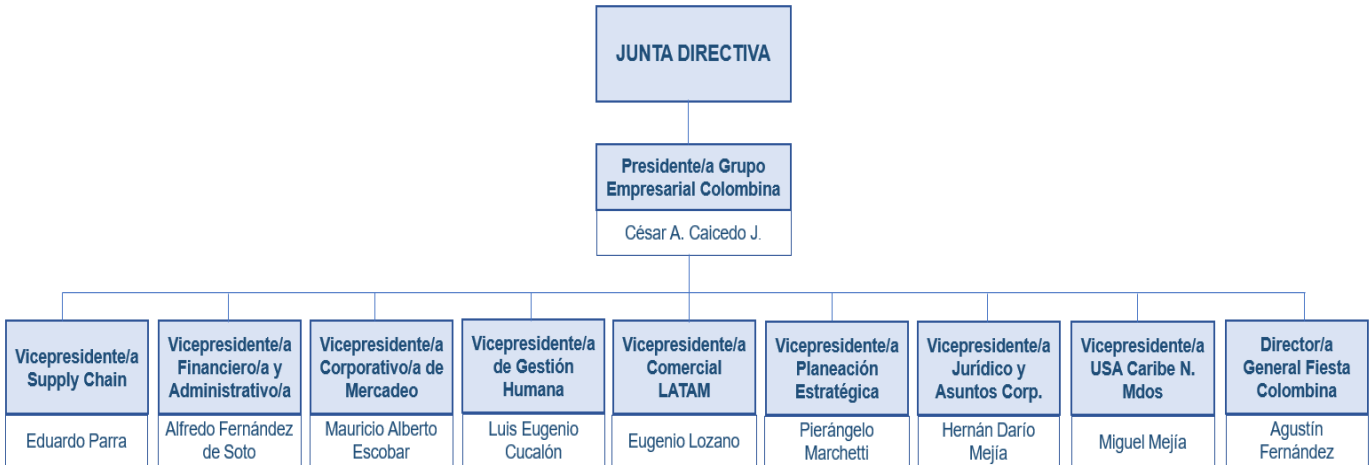 JUNTA DIRECTIVA
Presidente/a Grupo
Empresarial Colombina
César A. Caicedo J.
Vicepresidente/a
Supply Chain
Eduardo Parra
Vicepresidente/a
Financiero/a y
Administrativo/a
Alfredo Fernández
de Soto
Vicepresidente/a
Corporativo/a de
Mercadeo
Mauricio Alberto
Escobar
Vicepresidente/a
de Gestión
Humana
Luis Eugenio
Cucalón
Vicepresidente/a
Comercial
LATAM
Eugenio Lozano
Vicepresidente/a
Planeación
Estratégica
Pierángelo
Marchetti
Vicepresidente/a
Jurídico y
Asuntos Corp.
Hernán Darío
Mejía
Vicepresidente/a
USA Caribe N.
Mdos
Miguel Mejía
Director/a
General Fiesta
Colombina
Agustín
Fernández